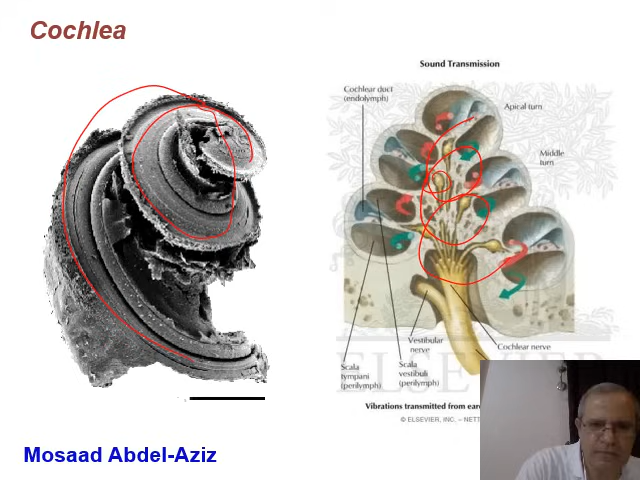 Cochlea
Sound Transmission
Cochlear duct
(endolymph)
Apical turn
Middle
turn
Vestibular
nerve
Cochlear nerve
Scala
tympani
(perilymph)
Scala
vestibuli
(perilymph)
ELSEVIER
Vibrations transmitted from
© ELSEVIER, INC. – NETT
Mosaad Abdel-Aziz